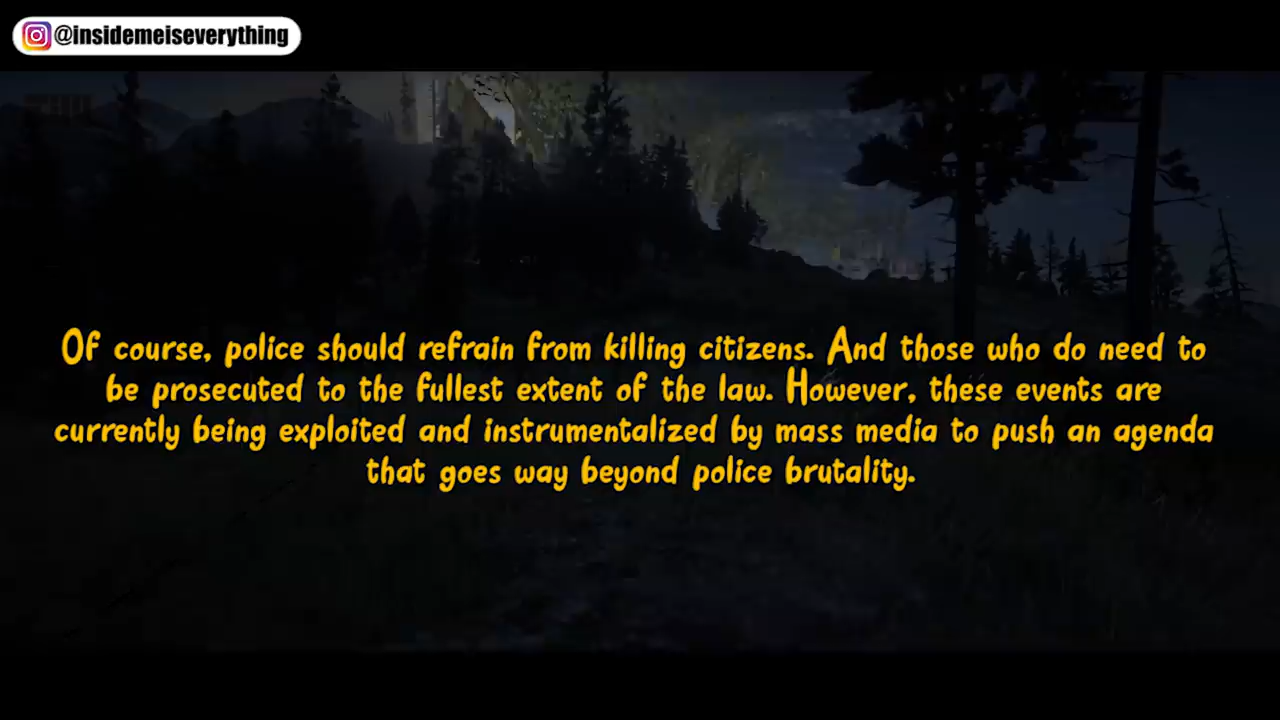 @insidemeiseverything
Of course, police should refrain from killing citizens. And those who do need to
be prosecuted to the fullest extent of the law. However, these events are
currently being exploited and instrumentalized by mass media to push an agenda
that goes way beyond police brutality.